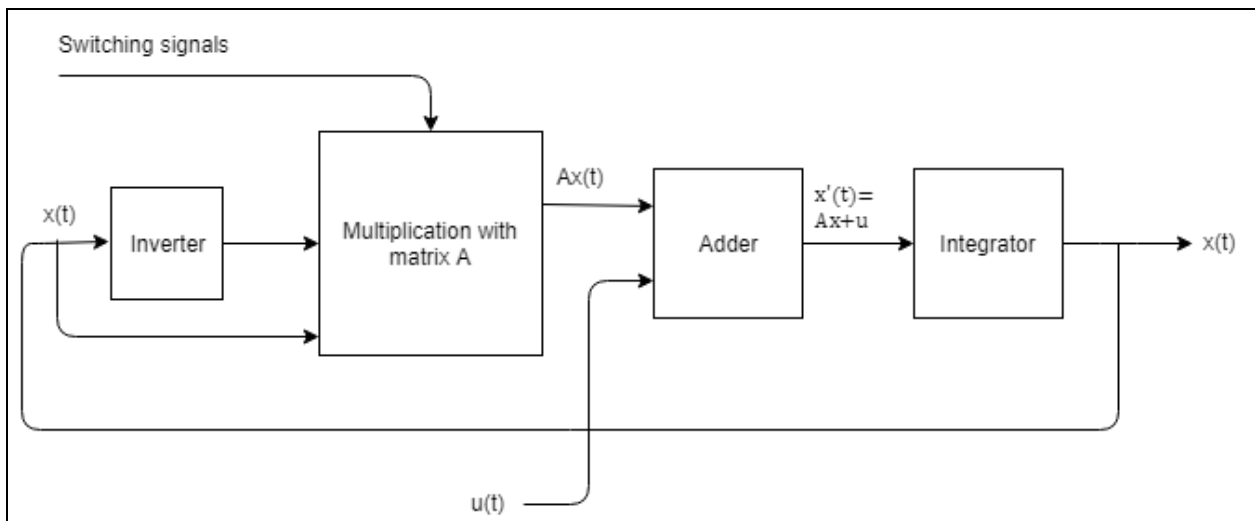 Switching signals
x(t)
Inverter
Multiplication with
matrix A
Ax(t)
Adder
x'(t)=
Ax+u
Integrator
x(t)
u(t)